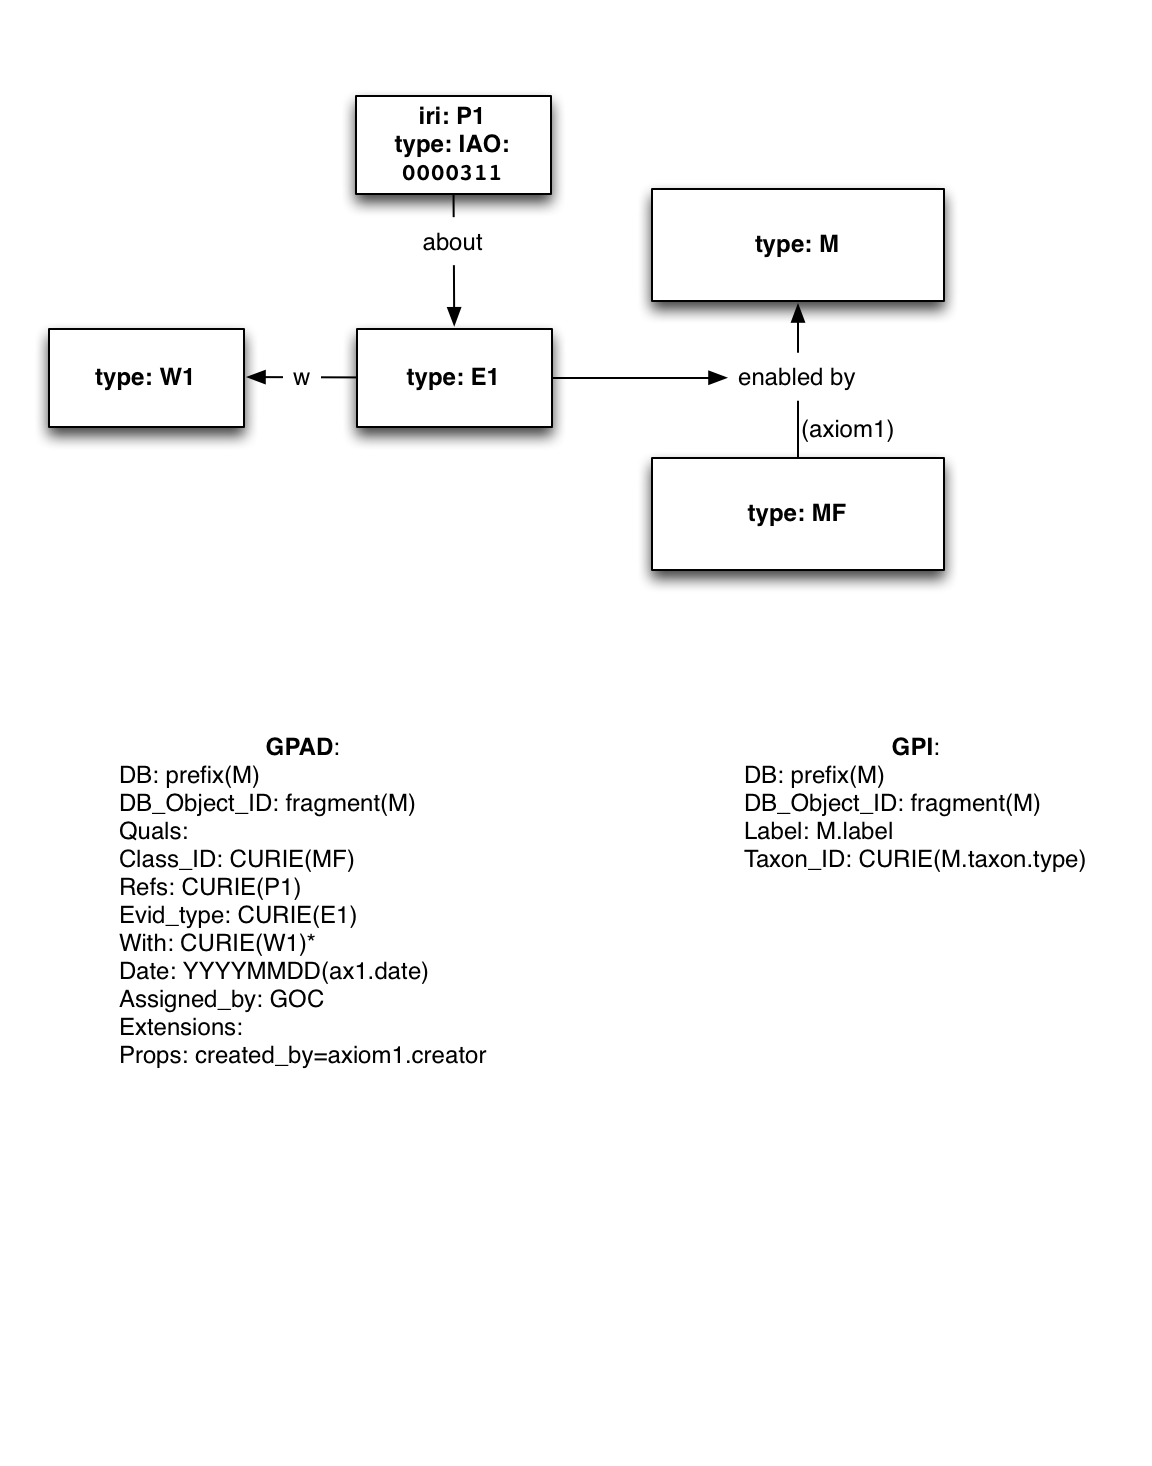 iri: P1
type: IAO:
0000311
about
type: M
type: W1
w
type: E1
enabled by
(axiom1)
type: MF
GPAD:
DB: prefix(M)
DB_Object_ID: fragment(M)
Quals:
Class_ID: CURIE(MF)
Refs: CURIE(P1)
Evid_type: CURIE(E1)
With: CURIE(W1)*
Date: YYYYMMDD(ax1.date)
Assigned_by: GOC
Extensions:
Props: created_by=axiom1.creator
GPI:
DB: prefix(M)
DB_Object_ID: fragment(M)
Label: M.label
Taxon_ID: CURIE(M.taxon.type)